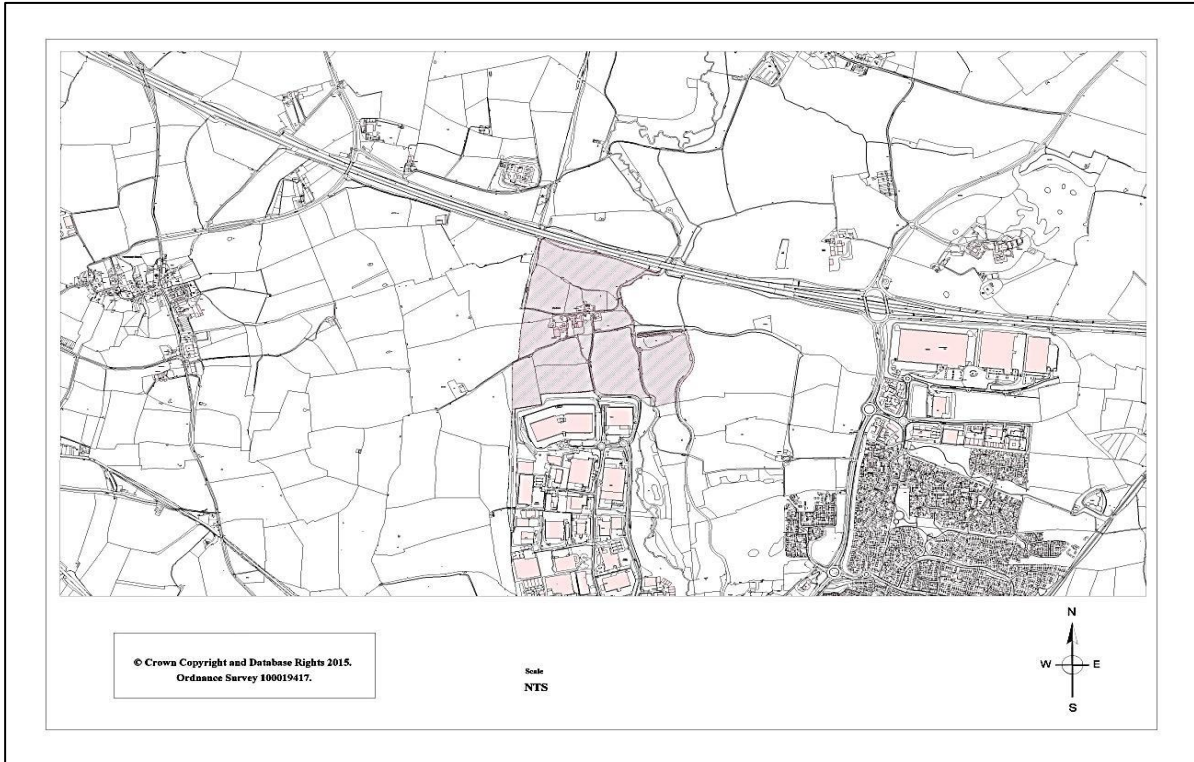 © Crown Copyright and Database Rights 2015.
Ordnance Survey 100019417.
Scale
NTS
N
W
E
S